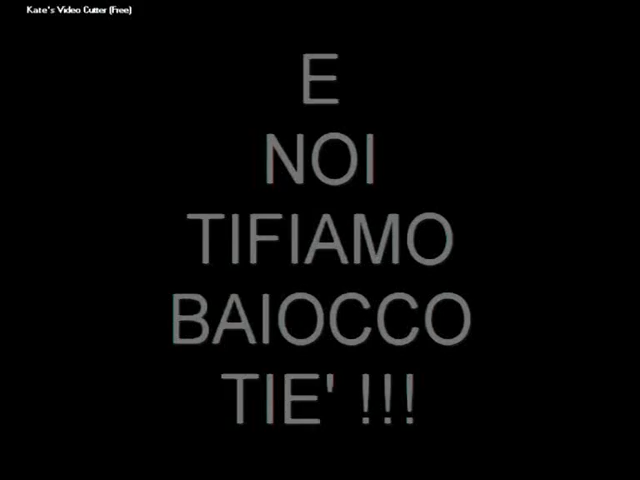 Kate's Video Cutter (Free)
E
NOI
TIFIAMO
BAIOCCO
TIE' !!!